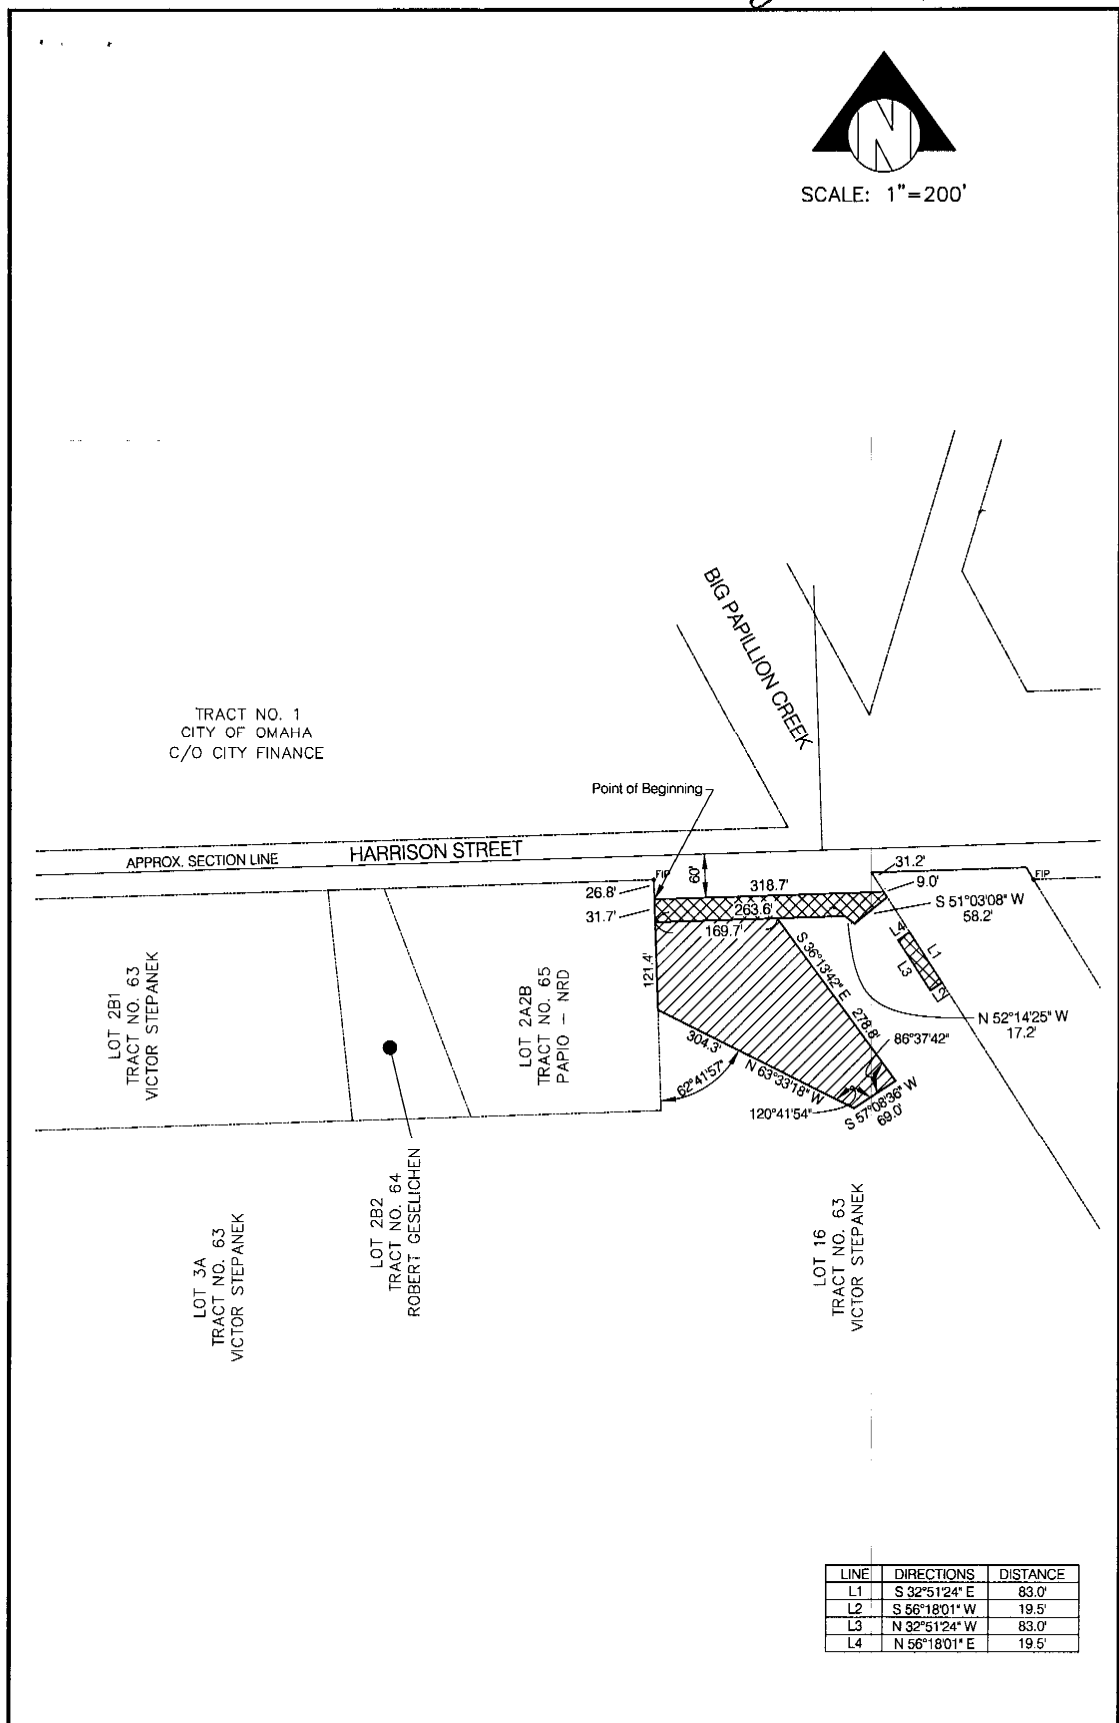 N
SCALE: 1"=200'
BIG PAPILLION CREEK
TRACT NO. 1
CITY OF OMAHA
C/O CITY FINANCE
Point of Beginning
APPROX. SECTION LINE
HARRISON STREET
31.2'
FIP
FIP
60'
26.8'
318.7'
9.0'
31.7'
263.6'
S 51°03'08" W
58.2'
169.7'
L4
L1
L3
L2
121.4'
S 36°13'42" E 278.8'
N 52°14'25" W
17.2'
86°37'42"
304.3'
N 63°33'18" W
62°41'57"
120°41'54"
S 57°08'36" W
69.0'
LOT 2B1
TRACT NO. 63
VICTOR STEPANEK
LOT 2A2B
TRACT NO. 65
PAPIO - NRD
LOT 2B2
TRACT NO. 64
ROBERT GESELICHEN
LOT 3A
TRACT NO. 63
VICTOR STEPANEK
LOT 16
TRACT NO. 63
VICTOR STEPANEK
LINE DIRECTIONS DISTANCE
L1 S 32°51'24" E 83.0'
L2 S 56°18'01" W 19.5'
L3 N 32°51'24" W 83.0'
L4 N 56°18'01" E 19.5'